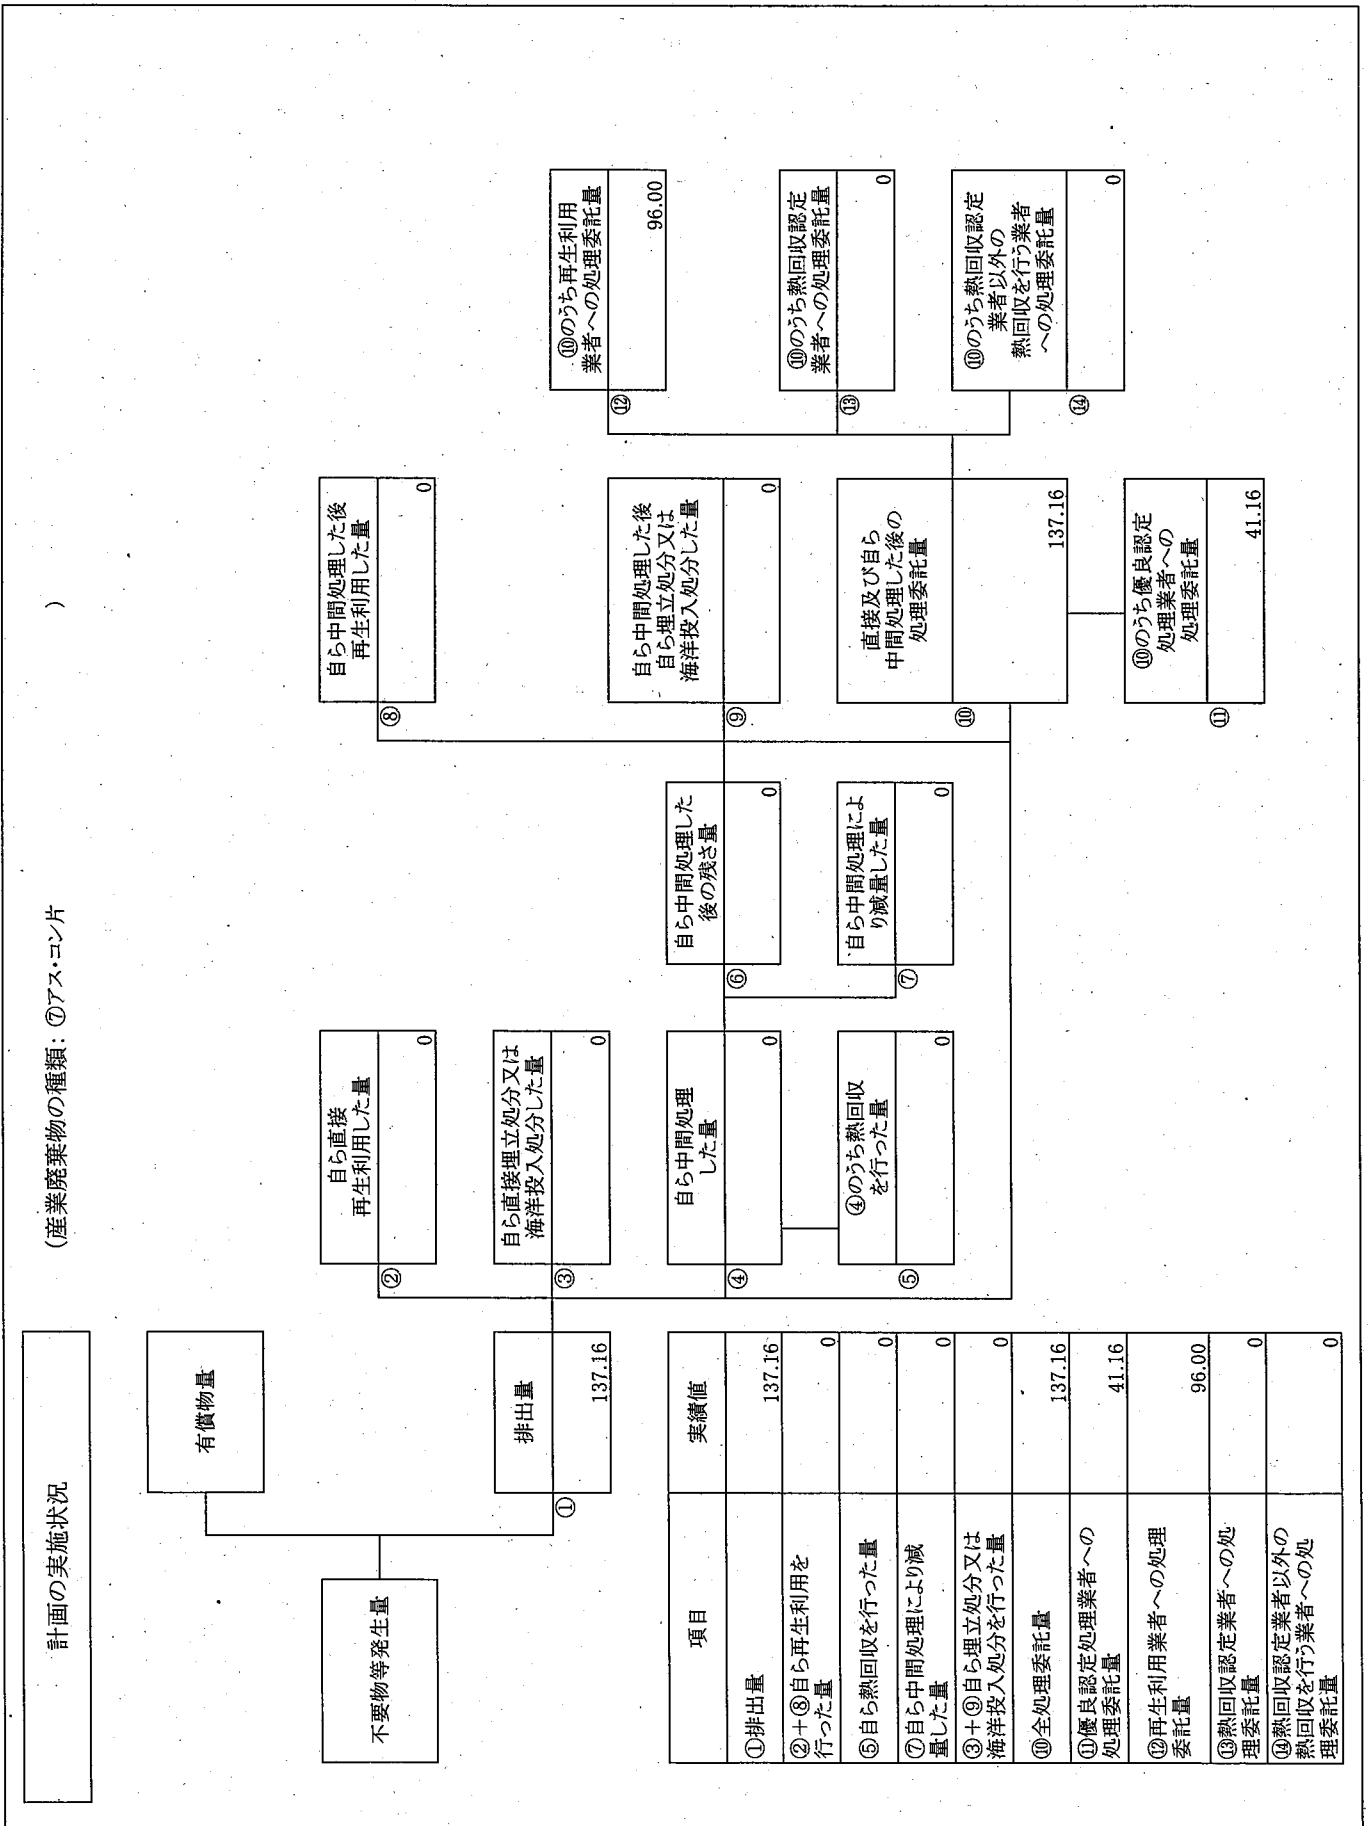 計画の実施状況
(産業廃棄物の種類：⑦アス・コン片
)
不要物等発生量
有償物量
排出量
①
137.16
自ら直接
再生利用した量
②
0
自ら直接埋立処分又は
海洋投入処分した量
③
0
自ら中間処理
した量
④
0
④のうち熱回収
を行った量
⑤
0
自ら中間処理した
後の残さ量
⑥
0
自ら中間処理によ
り減量した量
⑦
0
自ら中間処理した後
再生利用した量
⑧
0
自ら中間処理した後
自ら埋立処分又は
海洋投入処分した量
⑨
0
直接及び自ら
中間処理した後の
処理委託量
⑩
137.16
⑩のうち優良認定
処理業者への
処理委託量
⑪
41.16
⑩のうち再生利用
業者への処理委託量
⑫
96.00
⑩のうち熱回収認定
業者への処理委託量
⑬
0
⑩のうち熱回収認定
業者以外の
熱回収を行う業者
への処理委託量
⑭
0
項目 実績値
①排出量 137.16
②＋⑧自ら再生利用を
行った量 0
⑤自ら熱回収を行った量 0
⑦自ら中間処理により減
量した量 0
③＋⑨自ら埋立処分又は
海洋投入処分を行った量 0
⑩全処理委託量 137.16
⑪優良認定処理業者への
処理委託量 41.16
⑫再生利用業者への処理
委託量 96.00
⑬熱回収認定業者への処
理委託量 0
⑭熱回収認定業者以外の
熱回収を行う業者への処
理委託量 0